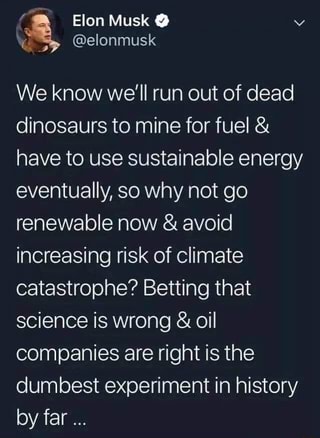 Elon Musk
@elonmusk
We know we'll run out of dead
dinosaurs to mine for fuel &
have to use sustainable energy
eventually, so why not go
renewable now & avoid
increasing risk of climate
catastrophe? Betting that
science is wrong & oil
companies are right is the
dumbest experiment in history
by far ...